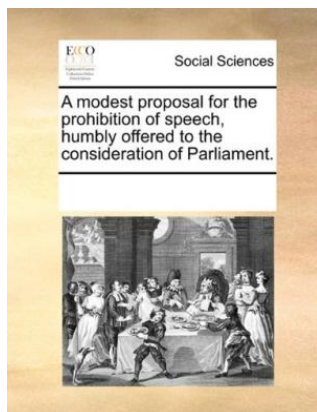 ECCO
Social Sciences
A modest proposal for the
prohibition of speech,
humbly offered to the
consideration of Parliament.